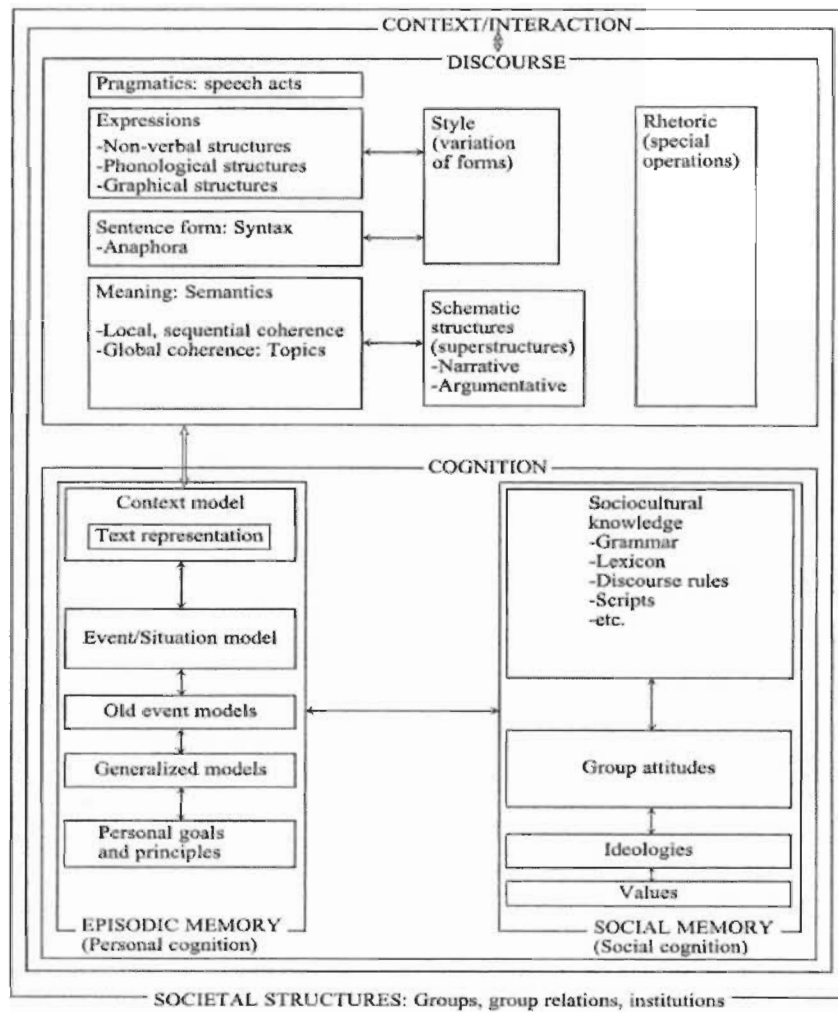 CONTEXT/INTERACTION
DISCOURSE
Pragmatics: speech acts
Expressions
-Non-verbal structures
-Phonological structures
-Graphical structures
Style
(variation
of forms)
Rhetoric
(special
operations)
Sentence form: Syntax
-Anaphora
Meaning: Semantics
-Local, sequential coherence
-Global coherence: Topics
Schematic
structures
(superstructures)
-Narrative
-Argumentative
COGNITION
Context model
Text representation
Event/Situation model
Old event models
Generalized models
Personal goals
and principles
EPISODIC MEMORY
(Personal cognition)
Sociocultural
knowledge
-Grammar
-Lexicon
-Discourse rules
-Scripts
-etc.
Group attitudes
Ideologies
Values
SOCIAL MEMORY
(Social cognition)
SOCIETAL STRUCTURES: Groups, group relations, institutions